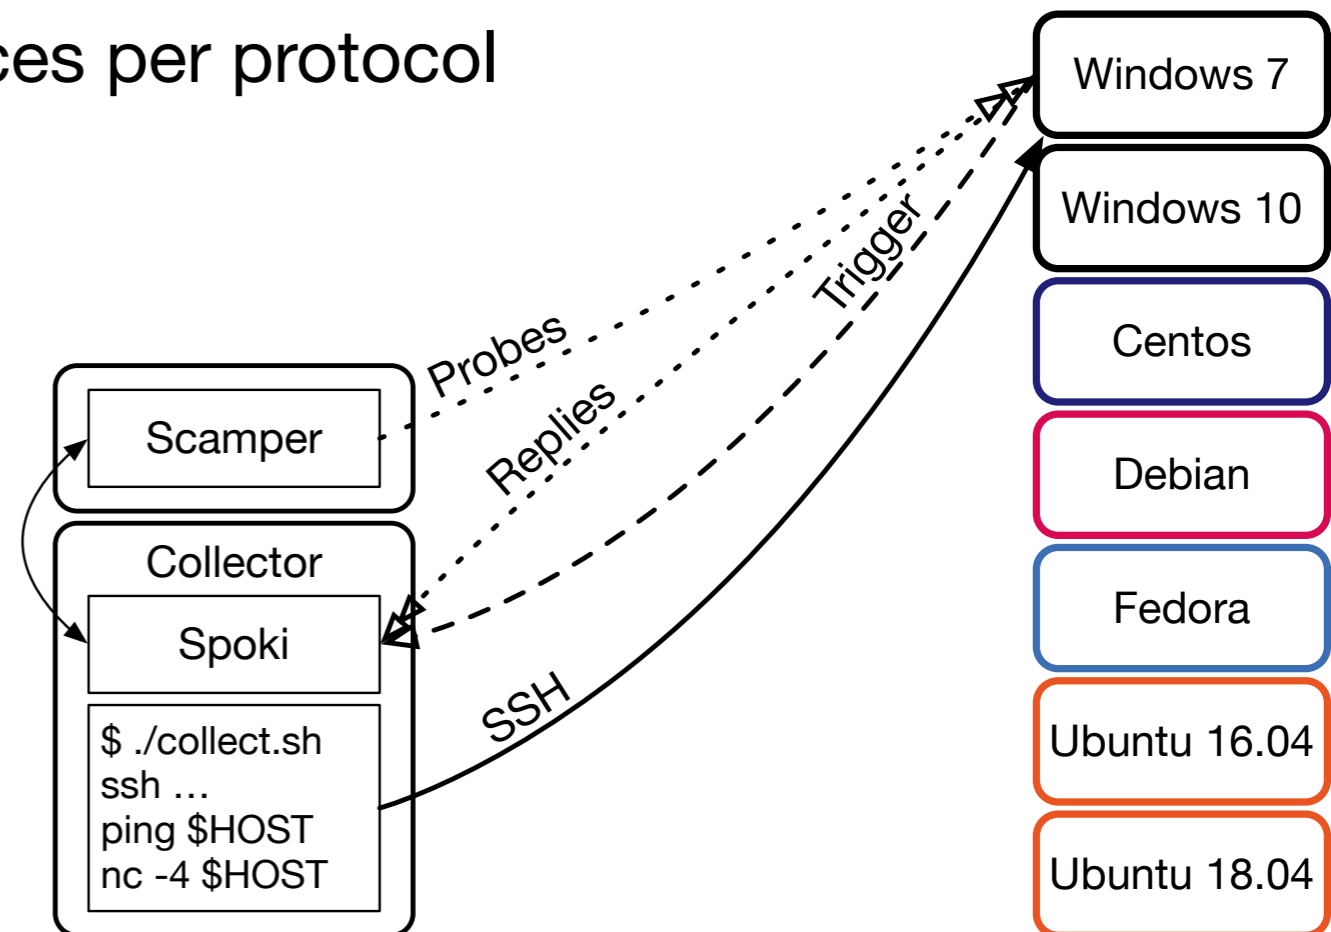 ces per protocol
Windows 7
Windows 10
Centos
Debian
Fedora
Ubuntu 16.04
Ubuntu 18.04
Probes
Replies
Trigger
SSH
Scamper
Collector
Spoki
$ ./collect.sh
ssh …
ping $HOST
nc -4 $HOST